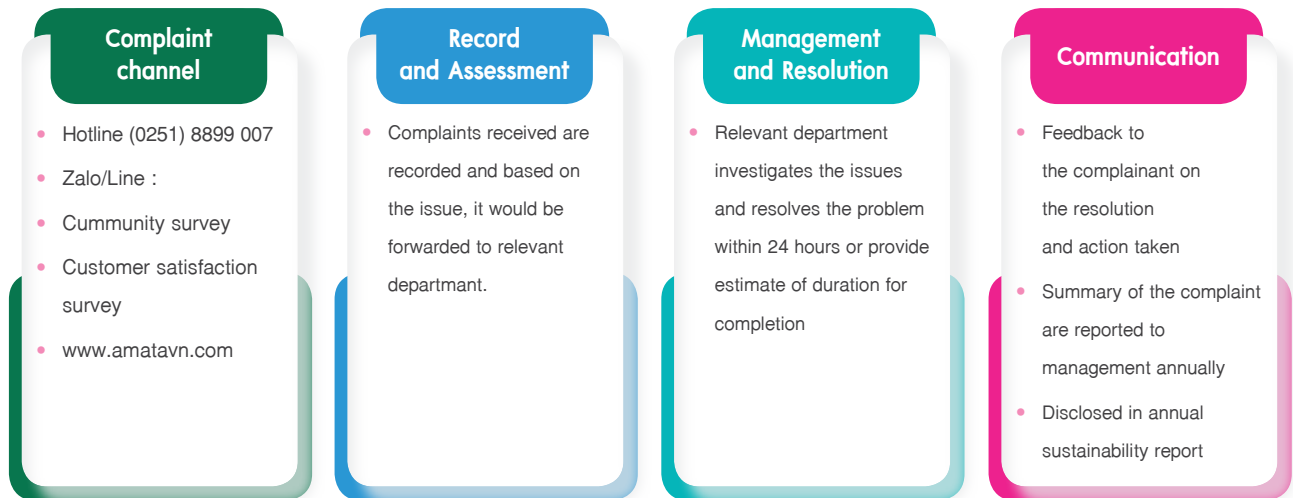 Complaint
channel
• Hotline (0251) 8899 007
• Zalo/Line :
• Cummunity survey
• Customer satisfaction
survey
• www.amatavn.com
Record
and Assessment
• Complaints received are
recorded and based on
the issue, it would be
forwarded to relevant
departmant.
Management
and Resolution
• Relevant department
investigates the issues
and resolves the problem
within 24 hours or provide
estimate of duration for
completion
Communication
• Feedback to
the complainant on
the resolution
and action taken
• Summary of the complaint
are reported to
management annually
• Disclosed in annual
sustainability report